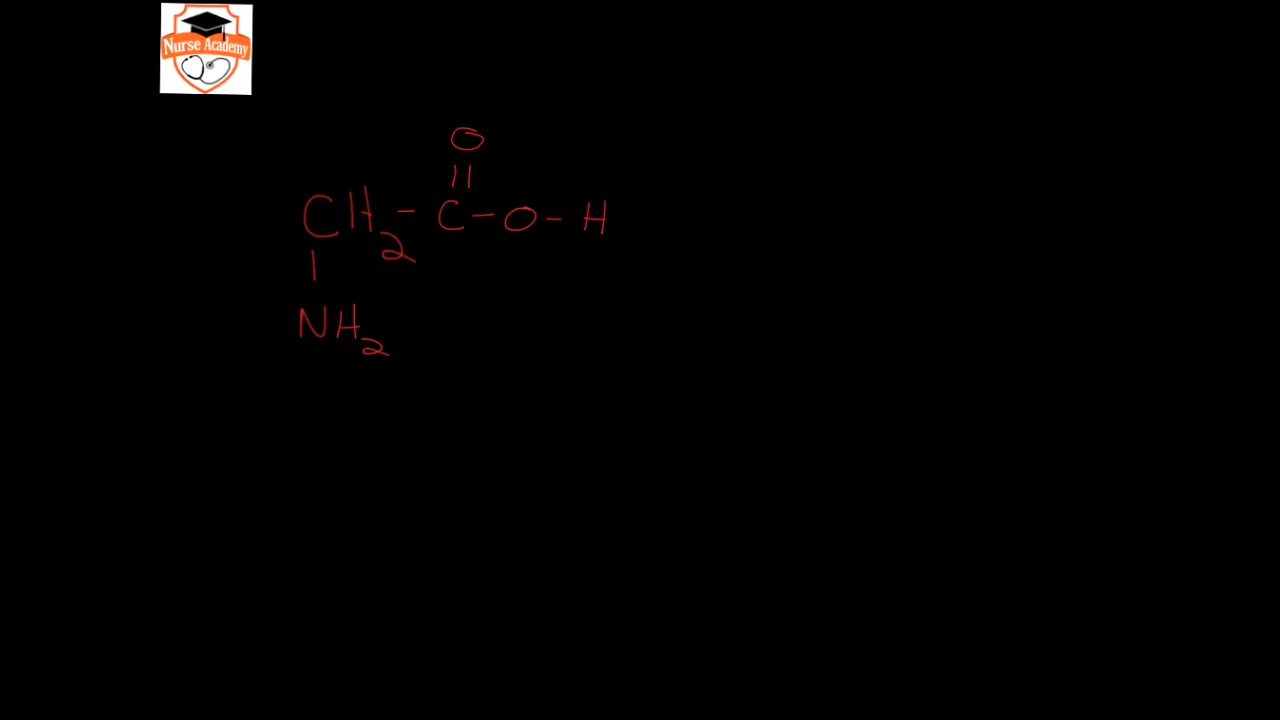 Nurse Academy
O
||
CH2 - C - O - H
|
NH2